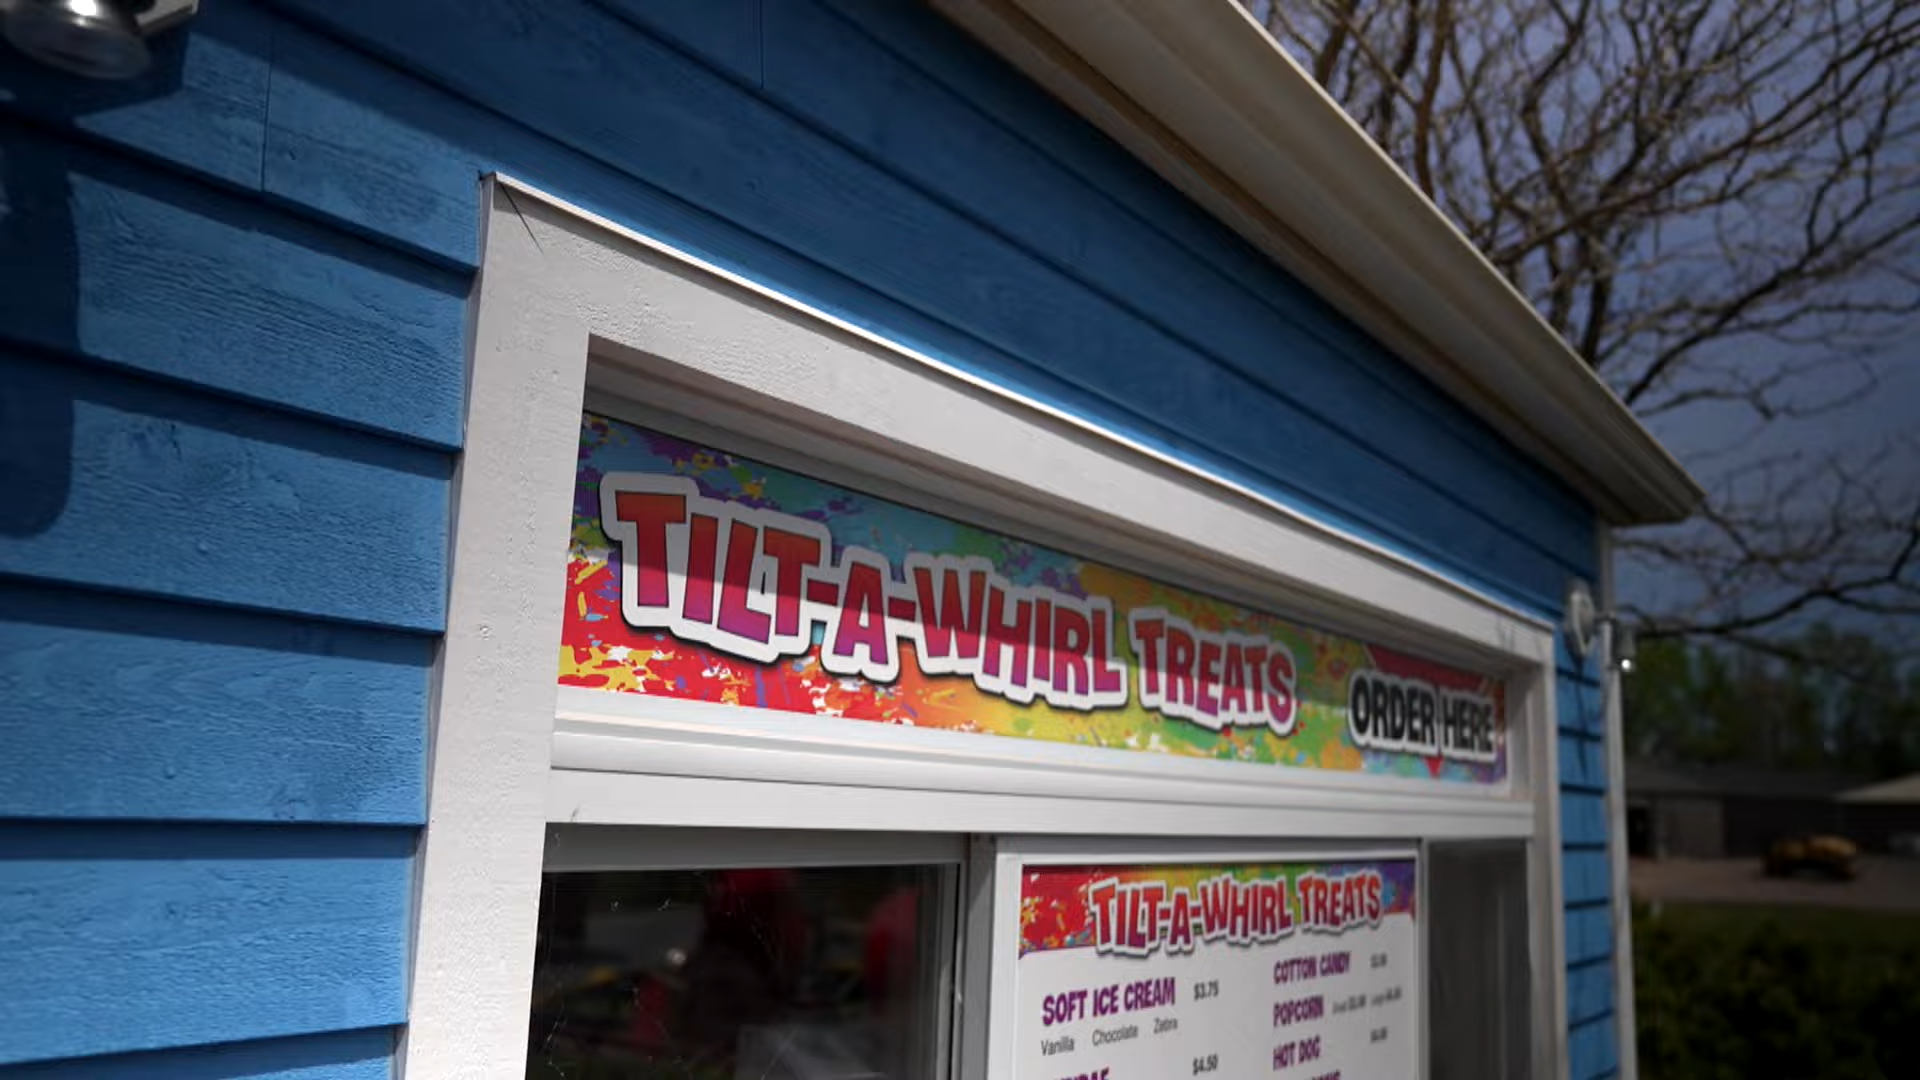 TILT-A-WHIRL TREATS
ORDER HERE
TILT-A-WHIRL TREATS
SOFT ICE CREAM $3.75
Vanilla Chocolate Zebra
$4.50
COTTON CANDY
POPCORN
HOT DOG